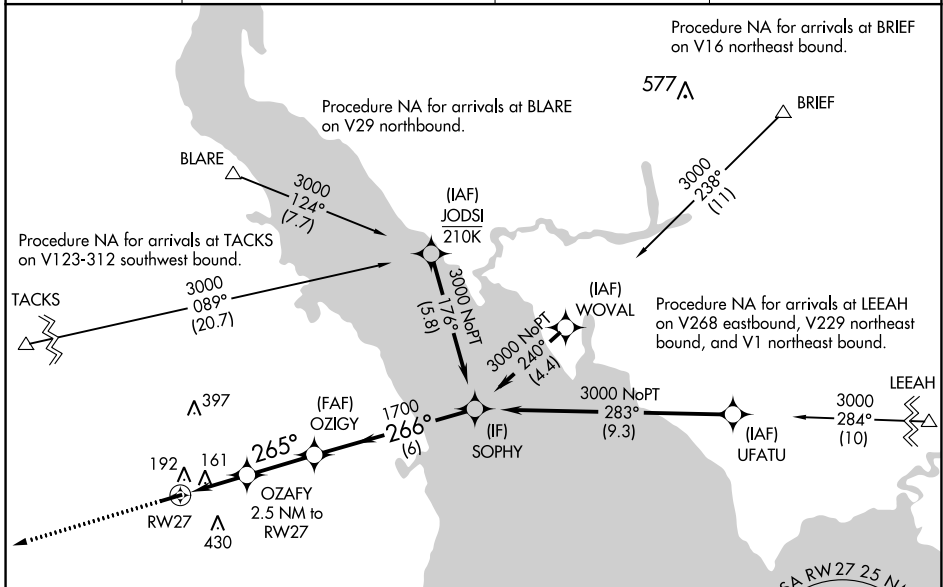 Procedure NA for arrivals at BRIEF
on V16 northeast bound.
577
BRIEF
Procedure NA for arrivals at BLARE
on V29 northbound.
BLARE
3000
124°
(7.7)
3000
238°
(11)
(IAF)
JODSI
210K
Procedure NA for arrivals at TACKS
on V123-312 southwest bound.
3000
089°
(20.7)
TACKS
3000 NoPT
176°
(5.8)
(IAF)
WOVAL
3000 NoPT
240°
(4.4)
Procedure NA for arrivals at LEEAH
on V268 eastbound, V229 northeast
bound, and V1 northeast bound.
LEEAH
3000
284°
(10)
3000 NoPT
283°
(9.3)
(IAF)
UFATU
(IF)
SOPHY
397
(FAF)
OZIGY
1700
266°
(6)
265°
192
161
OZAFY
2.5 NM to
RW27
RW27
430
RW27 25